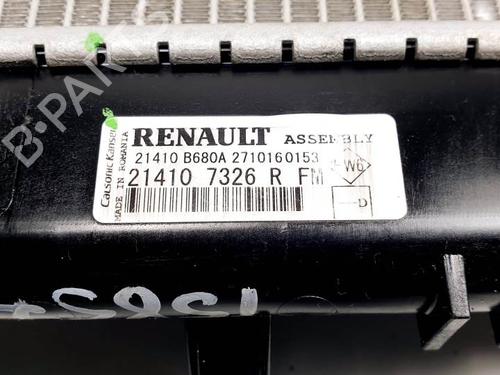 RENAULT ASSEMBLY
21410 B680A 2710160153
21410 7326 R FM
W6
D
Calsonic Kansei
MADE IN ROMANIA
B-PARTS